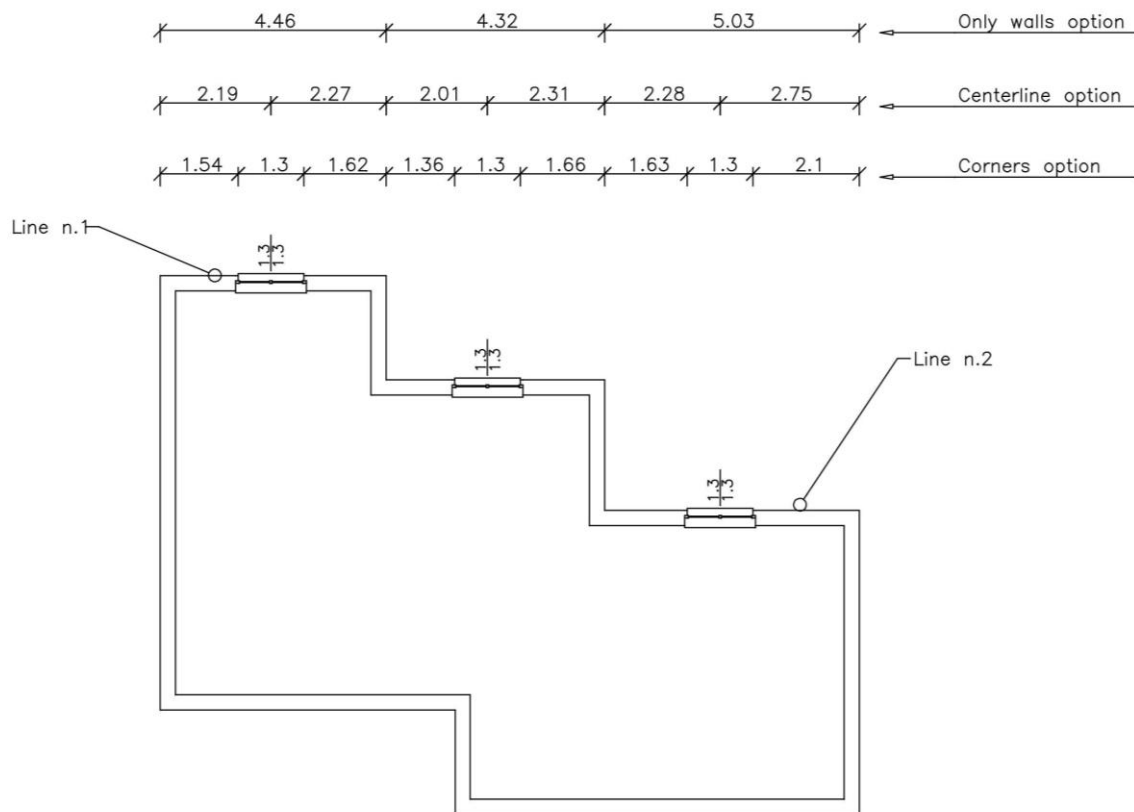 4.46 4.32 5.03 Only walls option
2.19 2.27 2.01 2.31 2.28 2.75 Centerline option
1.54 1.3 1.62 1.36 1.3 1.66 1.63 1.3 2.1 Corners option
Line n.1
1.3
1.3
1.3
1.3
Line n.2
1.3
1.3